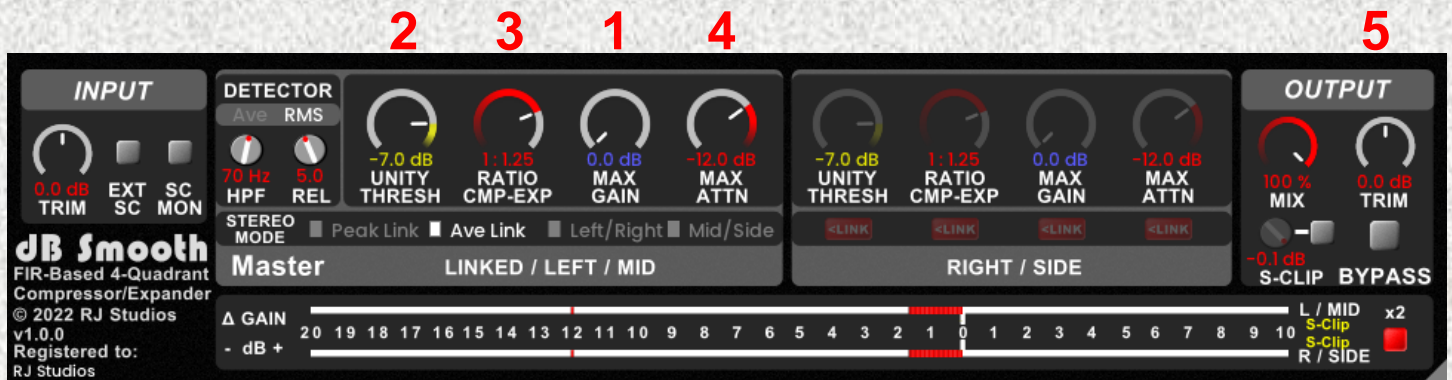 2 3 1 4 5
INPUT
0.0 dB
TRIM
EXT SC
SC MON
dB Smooth
FIR-Based 4-Quadrant
Compressor/Expander
© 2022 RJ Studios
v1.0.0
Registered to:
RJ Studios
DETECTOR
Ave RMS
70 Hz
HPF
5.0
REL
-7.0 dB
UNITY
THRESH
1:1.25
RATIO
CMP-EXP
0.0 dB
MAX
GAIN
-12.0 dB
MAX
ATTN
STEREO
MODE
Peak Link Ave Link Left/Right Mid/Side
Master LINKED / LEFT / MID
-7.0 dB
UNITY
THRESH
1:1.25
RATIO
CMP-EXP
0.0 dB
MAX
GAIN
-12.0 dB
MAX
ATTN
<LINK <LINK <LINK <LINK
RIGHT / SIDE
OUTPUT
100 %
MIX
0.0 dB
TRIM
-0.1 dB
S-CLIP
BYPASS
Δ GAIN
- dB +
20 19 18 17 16 15 14 13 12 11 10 9 8 7 6 5 4 3 2 1 0 1 2 3 4 5 6 7 8 9 10
L / MID
S-Clip
S-Clip
R / SIDE
x2